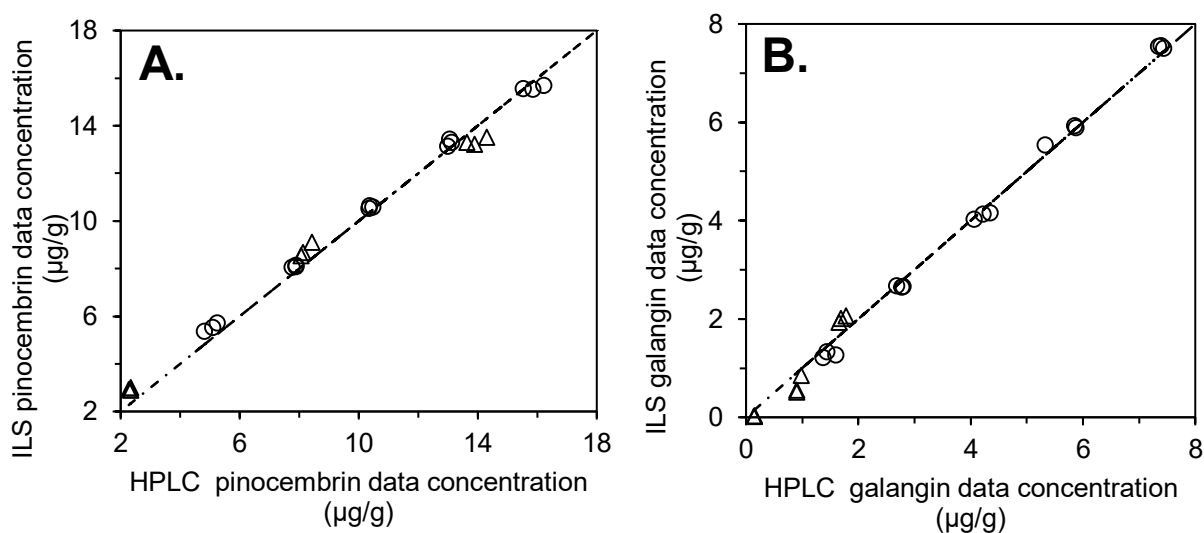 A.
ILS pinocembrin data concentration
(µg/g)
18
14
10
6
2
2 6 10 14 18
HPLC pinocembrin data concentration
(µg/g)
B.
ILS galangin data concentration
(µg/g)
8
6
4
2
0
0 2 4 6 8
HPLC galangin data concentration
(µg/g)